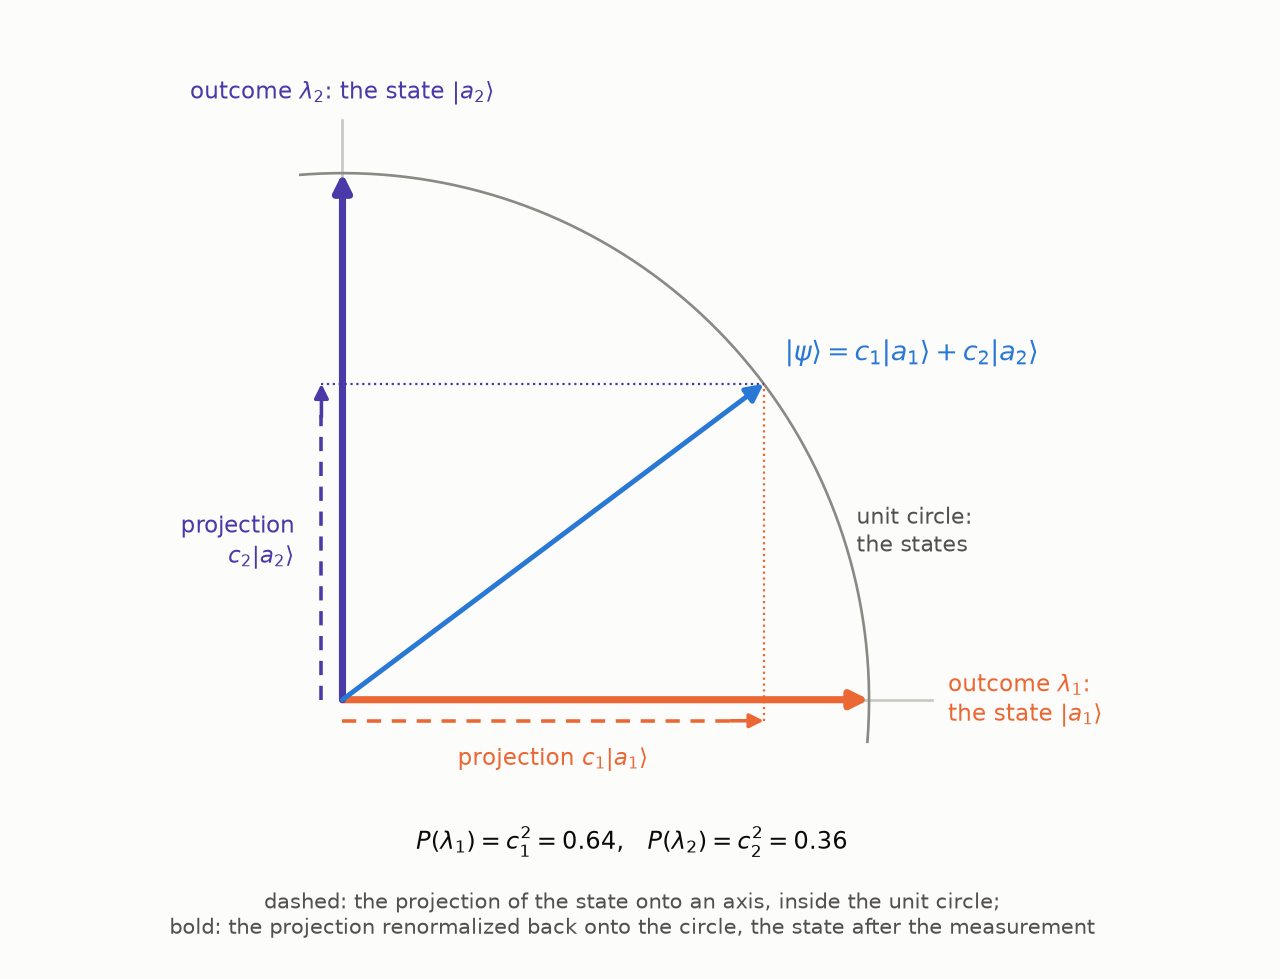 outcome λ₂: the state |a₂⟩
|ψ⟩ = c₁|a₁⟩ + c₂|a₂⟩
projection
c₂|a₂⟩
unit circle:
the states
outcome λ₁:
the state |a₁⟩
projection c₁|a₁⟩
P(λ₁) = c₁² = 0.64, P(λ₂) = c₂² = 0.36
dashed: the projection of the state onto an axis, inside the unit circle;
bold: the projection renormalized back onto the circle, the state after the measurement